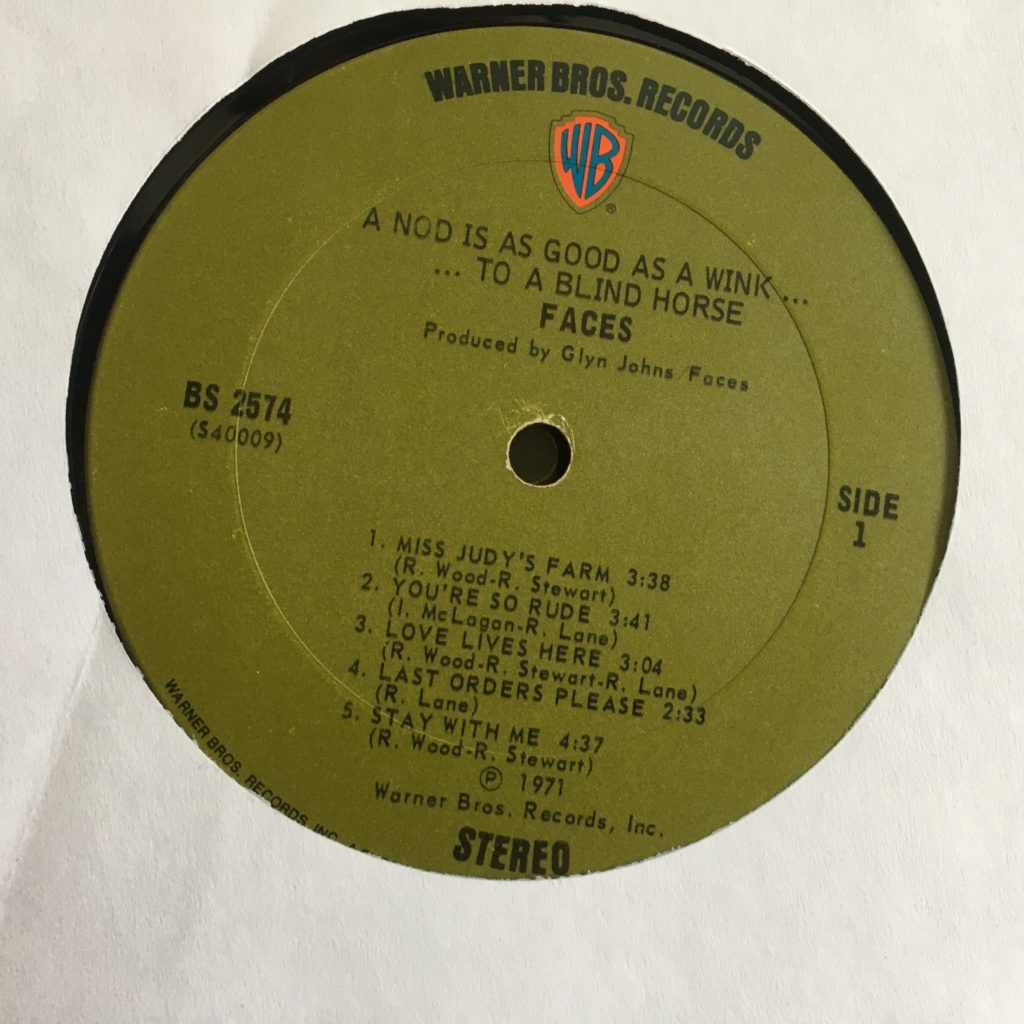 WARNER BROS. RECORDS
WB
®
A NOD IS AS GOOD AS A WINK ...
... TO A BLIND HORSE
FACES
Produced by Glyn Johns Faces
BS 2574
(S40009)
SIDE
1
1. MISS JUDY'S FARM 3:38
(R. Wood-R. Stewart)
2. YOU'RE SO RUDE 3:41
(I. McLagan-R. Lane)
3. LOVE LIVES HERE 3:04
(R. Wood-R. Stewart-R. Lane)
4. LAST ORDERS PLEASE 2:33
(R. Lane)
5. STAY WITH ME 4:37
(R. Wood-R. Stewart)
℗ 1971
Warner Bros. Records, Inc.
STEREO
WARNER BROS. RECORDS INC.